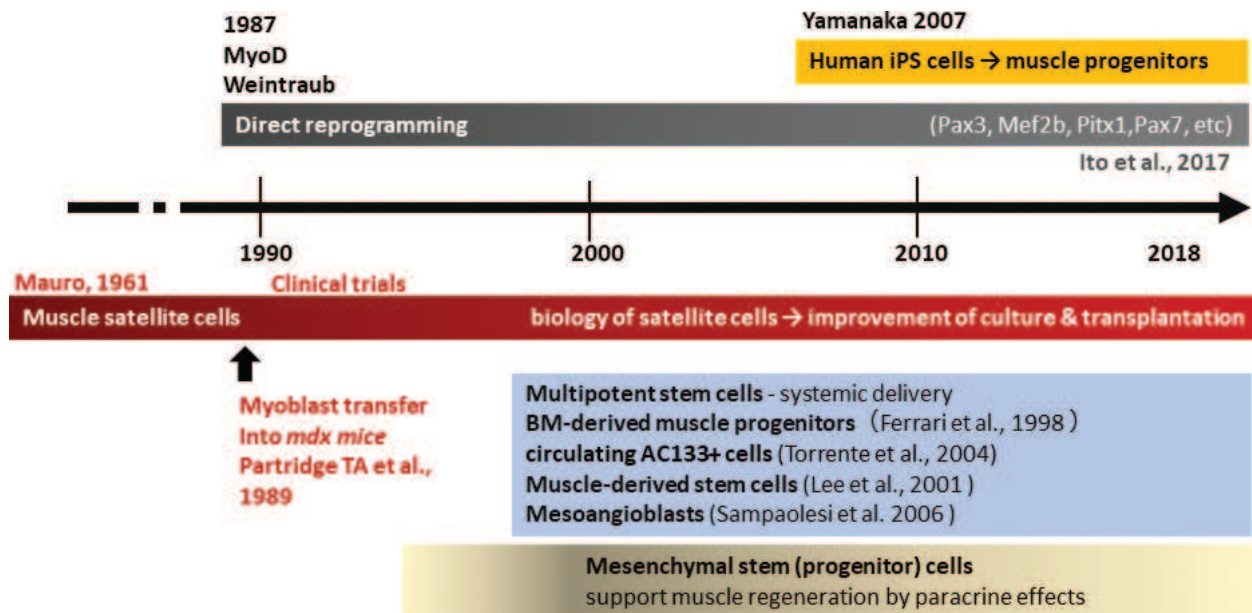 1987
MyoD
Weintraub
Yamanaka 2007
Human iPS cells → muscle progenitors
Direct reprogramming (Pax3, Mef2b, Pitx1,Pax7, etc)
Ito et al., 2017
1990 2000 2010 2018
Mauro, 1961 Clinical trials
Muscle satellite cells biology of satellite cells → improvement of culture & transplantation
Myoblast transfer
Into mdx mice
Partridge TA et al.,
1989
Multipotent stem cells - systemic delivery
BM-derived muscle progenitors (Ferrari et al., 1998 )
circulating AC133+ cells (Torrente et al., 2004)
Muscle-derived stem cells (Lee et al., 2001 )
Mesoangioblasts (Sampaolesi et al. 2006 )
Mesenchymal stem (progenitor) cells
support muscle regeneration by paracrine effects